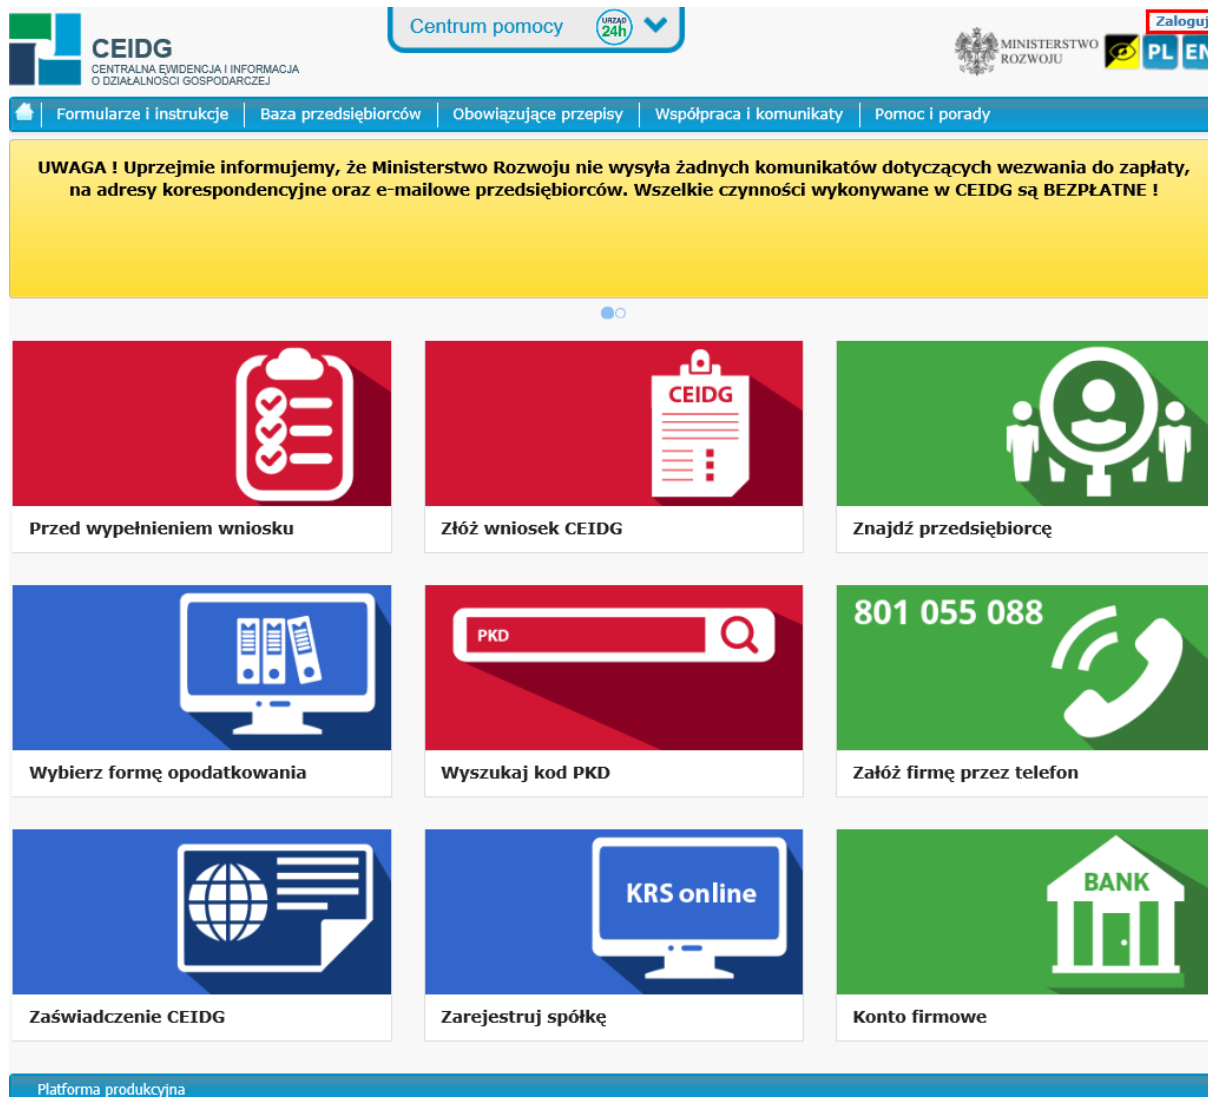 Centrum pomocy
URZĄD
24h
Zaloguj
CEIDG
CENTRALNA EWIDENCJA I INFORMACJA
O DZIAŁALNOŚCI GOSPODARCZEJ
MINISTERSTWO
ROZWOJU
PL
EN
Formularze i instrukcje
Baza przedsiębiorców
Obowiązujące przepisy
Współpraca i komunikaty
Pomoc i porady
UWAGA ! Uprzejmie informujemy, że Ministerstwo Rozwoju nie wysyła żadnych komunikatów dotyczących wezwania do zapłaty,
na adresy korespondencyjne oraz e-mailowe przedsiębiorców. Wszelkie czynności wykonywane w CEIDG są BEZPŁATNE !
CEIDG
Przed wypełnieniem wniosku
Złóż wniosek CEIDG
Znajdź przedsiębiorcę
PKD
801 055 088
Wybierz formę opodatkowania
Wyszukaj kod PKD
Załóż firmę przez telefon
KRS online
BANK
Zaświadczenie CEIDG
Zarejestruj spółkę
Konto firmowe
Platforma produkcyjna